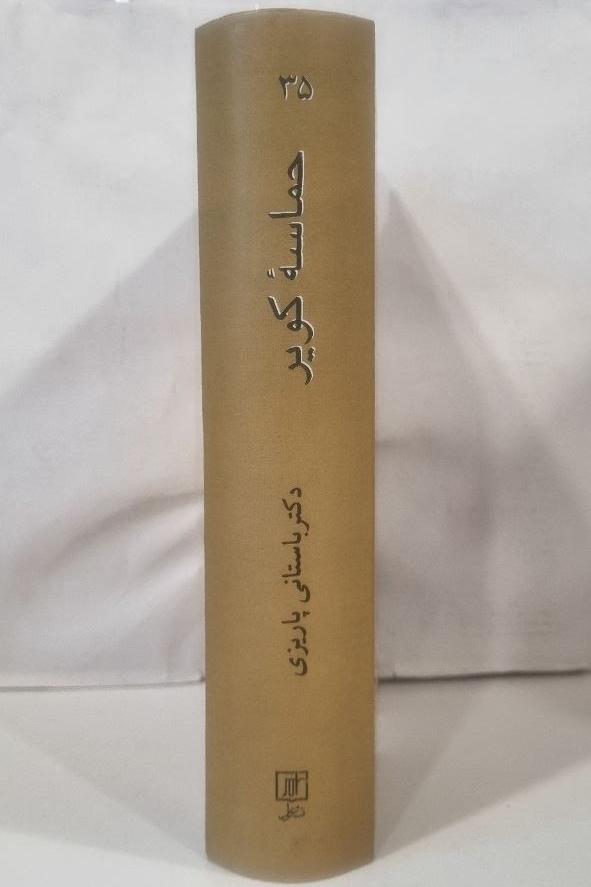 ۳۵
حماسهٔ کویر
دکتر باستانی پاریزی